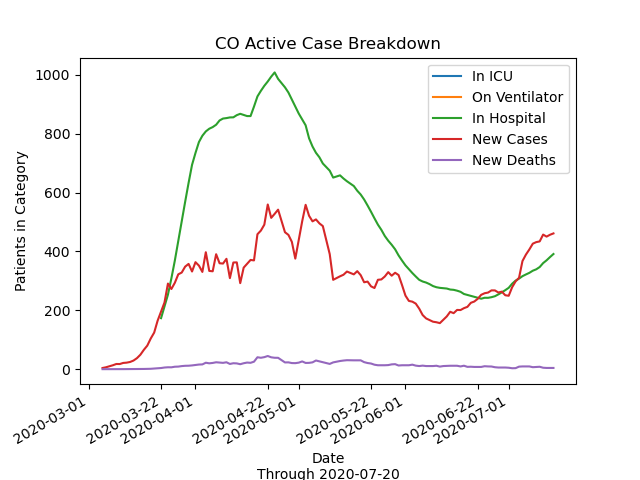 CO Active Case Breakdown
In ICU
On Ventilator
In Hospital
New Cases
New Deaths
Patients in Category
1000
800
600
400
200
0
2020-03-01
2020-03-22
2020-04-01
2020-04-22
2020-05-01
2020-05-22
2020-06-01
2020-06-22
2020-07-01
Date
Through 2020-07-20